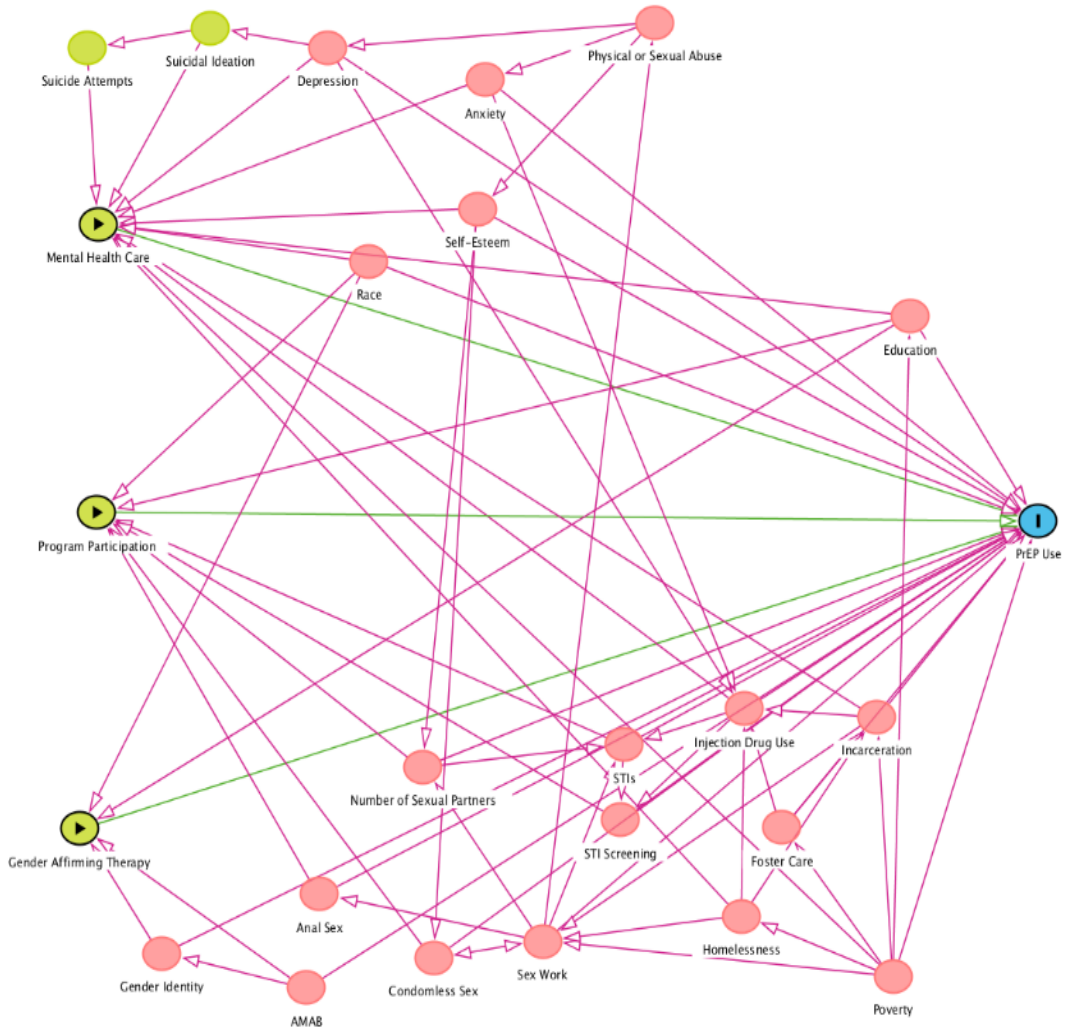 Physical or Sexual Abuse
Suicidal Ideation
Suicide Attempts
Depression
Anxiety
Self-Esteem
Mental Health Care
Race
Education
Program Participation
PrEP Use
Injection Drug Use
Incarceration
STIs
Number of Sexual Partners
STI Screening
Foster Care
Gender Affirming Therapy
Anal Sex
Homelessness
Sex Work
Gender Identity
Condomless Sex
Poverty
AMAB